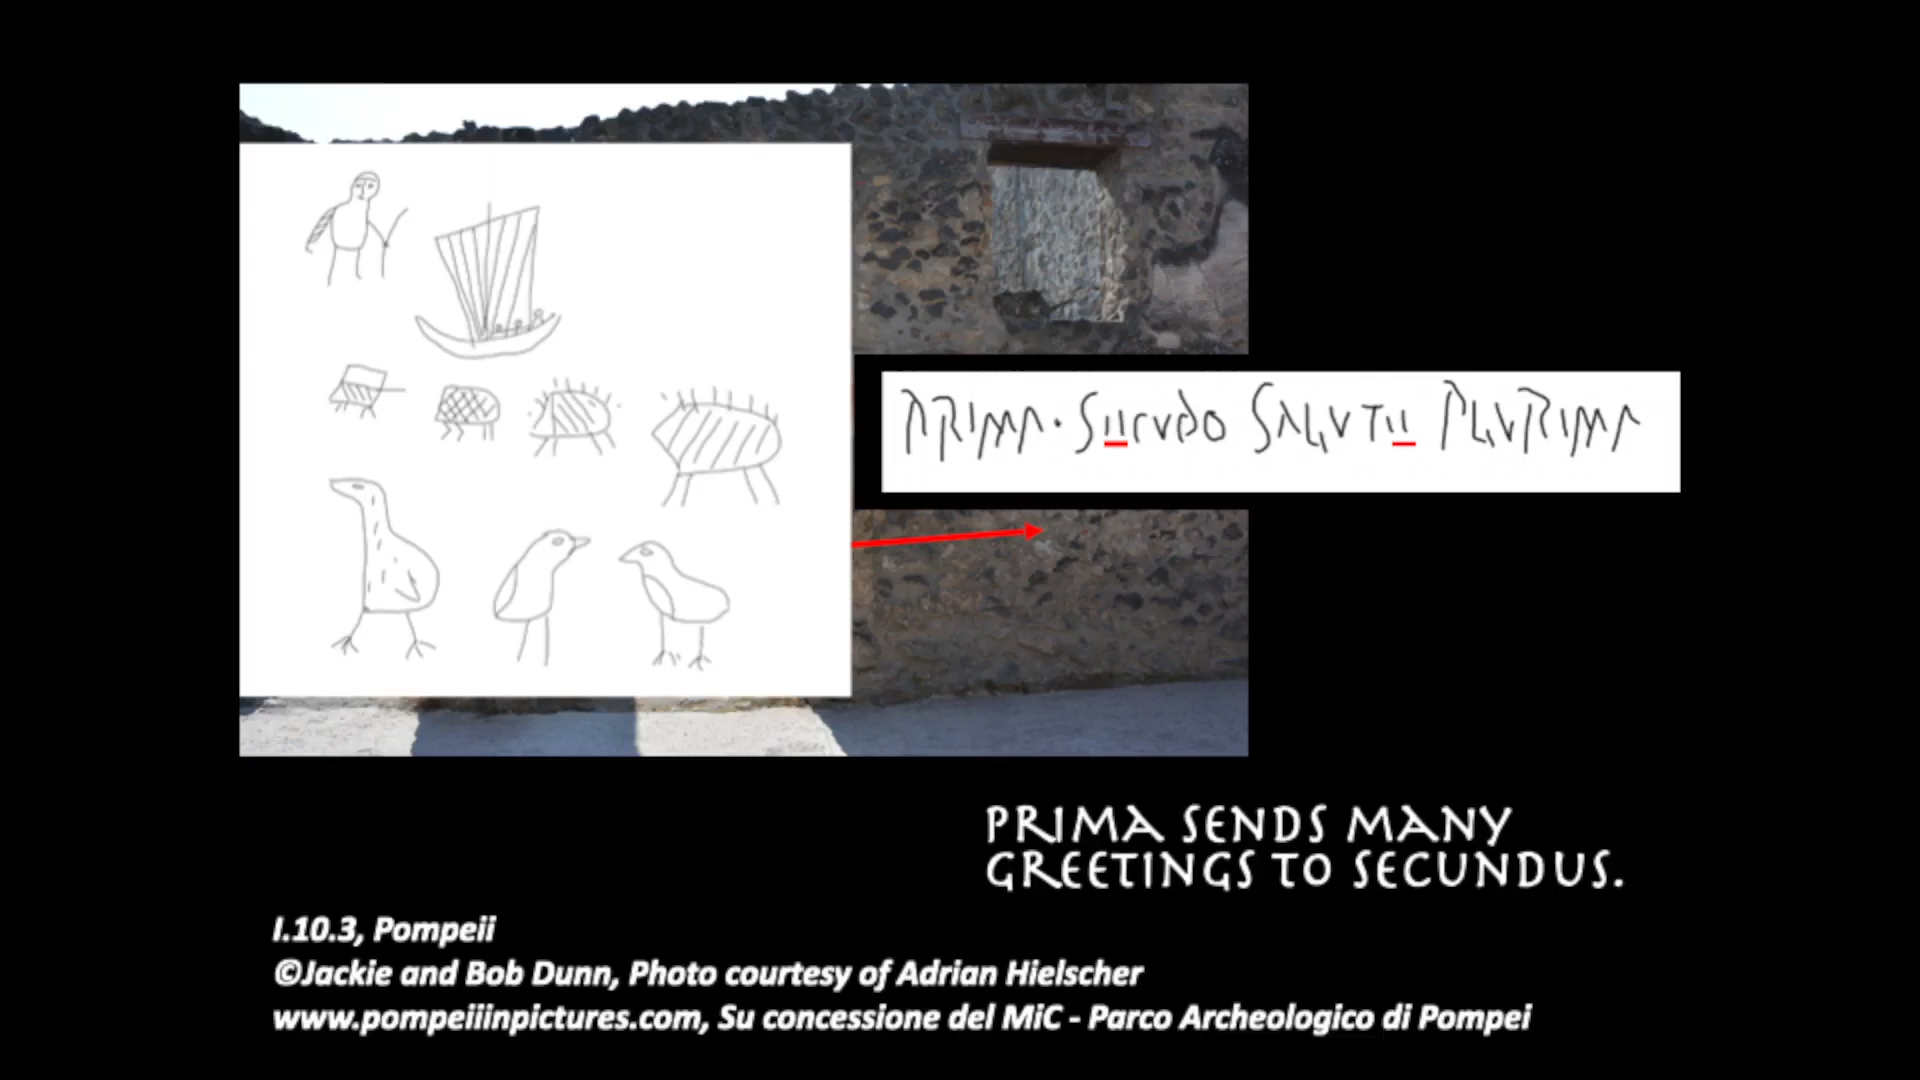 PRIMA · SIICVDO SALVTII PLVRIMA
PRIMA SENDS MANY
GREETINGS TO SECUNDUS.
I.10.3, Pompeii
©Jackie and Bob Dunn, Photo courtesy of Adrian Hielscher
www.pompeiiinpictures.com, Su concessione del MiC - Parco Archeologico di Pompei